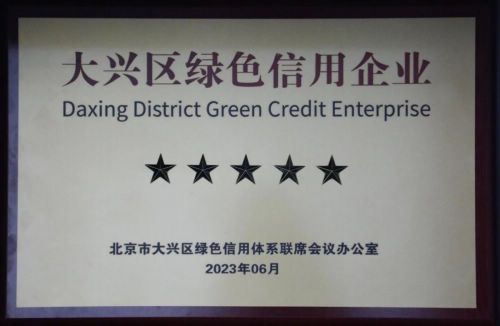 大兴区绿色信用企业
Daxing District Green Credit Enterprise
北京市大兴区绿色信用体系联席会议办公室
2023年06月